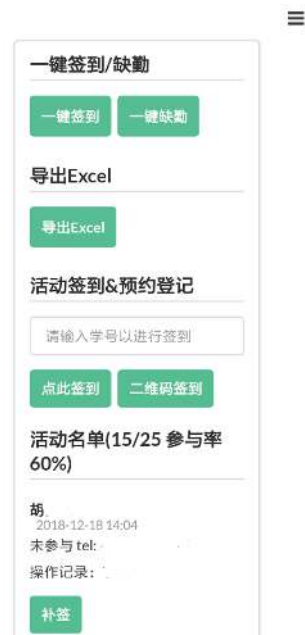 一键签到/缺勤
一键签到 一键缺勤
导出Excel
导出Excel
活动签到&预约登记
请输入学号以进行签到
点此签到 二维码签到
活动名单(15/25 参与率
60%)
胡
2018-12-18 14:04
未参与 tel:
操作记录：
补签